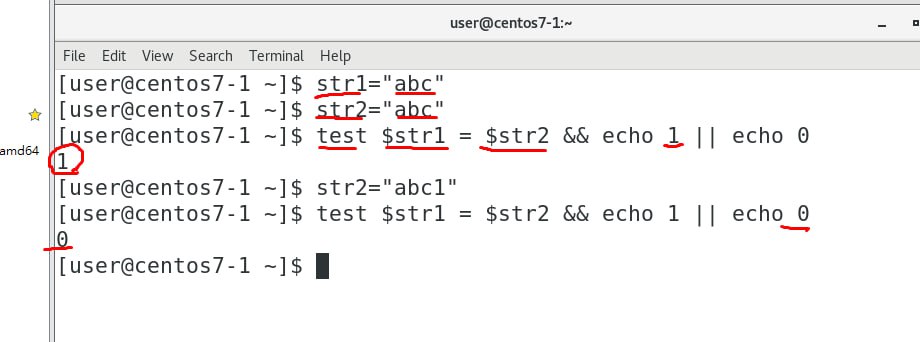 user@centos7-1:~
File Edit View Search Terminal Help
[user@centos7-1 ~]$ str1="abc"
[user@centos7-1 ~]$ str2="abc"
[user@centos7-1 ~]$ test $str1 = $str2 && echo 1 || echo 0
amd64
1
[user@centos7-1 ~]$ str2="abc1"
[user@centos7-1 ~]$ test $str1 = $str2 && echo 1 || echo 0
0
[user@centos7-1 ~]$